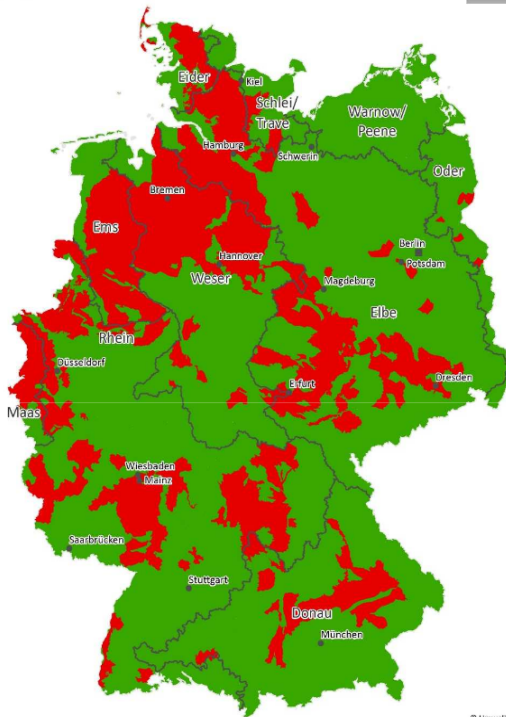 Eider
Kiel
Schlei/
Trave
Warnow/
Peene
Hamburg
Schwerin
Oder
Bremen
Ems
Hannover
Berlin
Potsdam
Weser
Magdeburg
Elbe
Rhein
Düsseldorf
Erfurt
Dresden
Maas
Wiesbaden
Mainz
Saarbrücken
Stuttgart
Donau
München